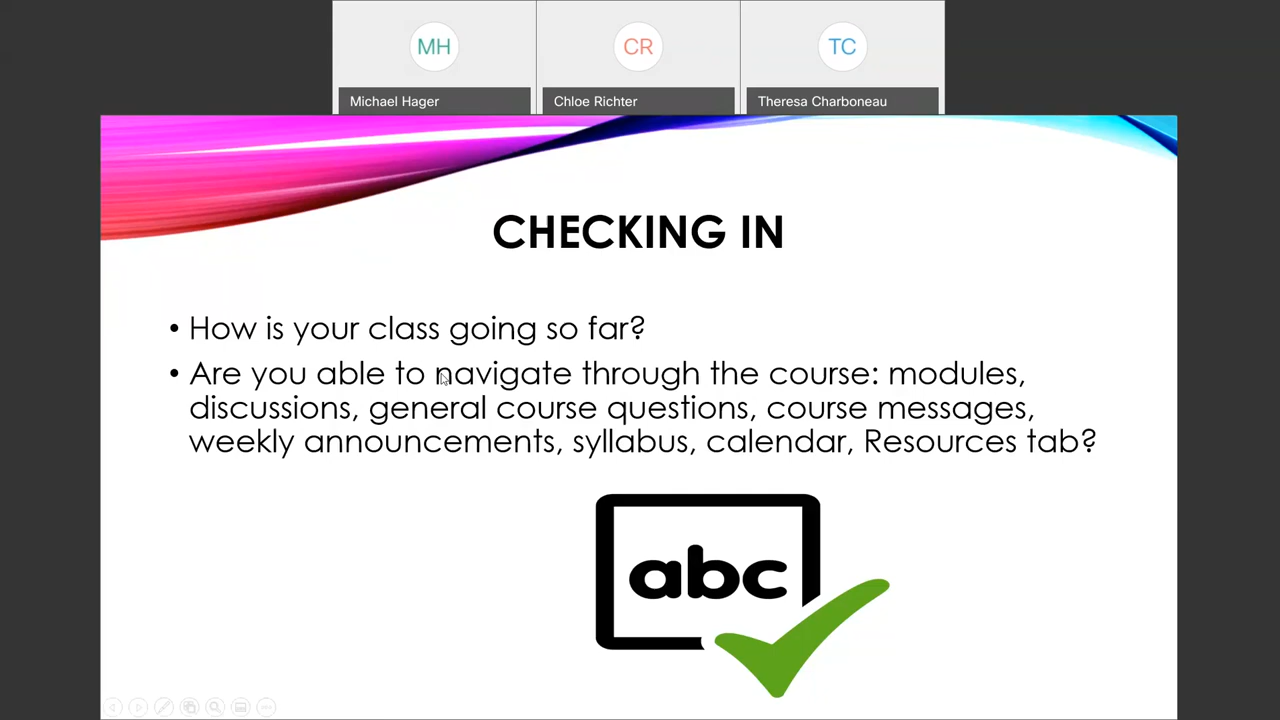 MH
CR
TC
Michael Hager
Chloe Richter
Theresa Charboneau
CHECKING IN
• How is your class going so far?
• Are you able to navigate through the course: modules,
discussions, general course questions, course messages,
weekly announcements, syllabus, calendar, Resources tab?
abc